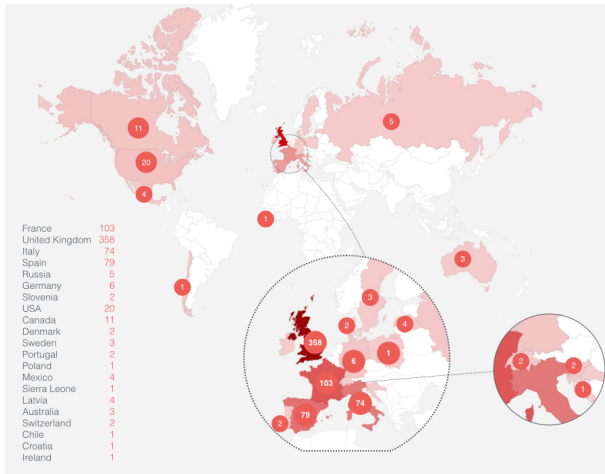 11
20
4
1
1
5
3
France 103
United Kingdom 358
Italy 74
Spain 79
Russia 5
Germany 6
Slovenia 2
USA 20
Canada 11
Denmark 2
Sweden 3
Portugal 2
Poland 1
Mexico 4
Sierra Leone 1
Latvia 4
Australia 3
Switzerland 2
Chile 1
Croatia 1
Ireland 1
3
2
4
358
6
1
103
74
79
2
2
2
1